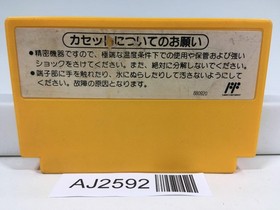 カセットについてのお願い
●精密機器ですので、極端な温度条件下での使用や保管および強い
ショックをさけてください。また、絶対に分解しないでください。
●端子部に手を触れたり、水にぬらしたりして汚さないようにして
ください。故障の原因となります。
AJ2592